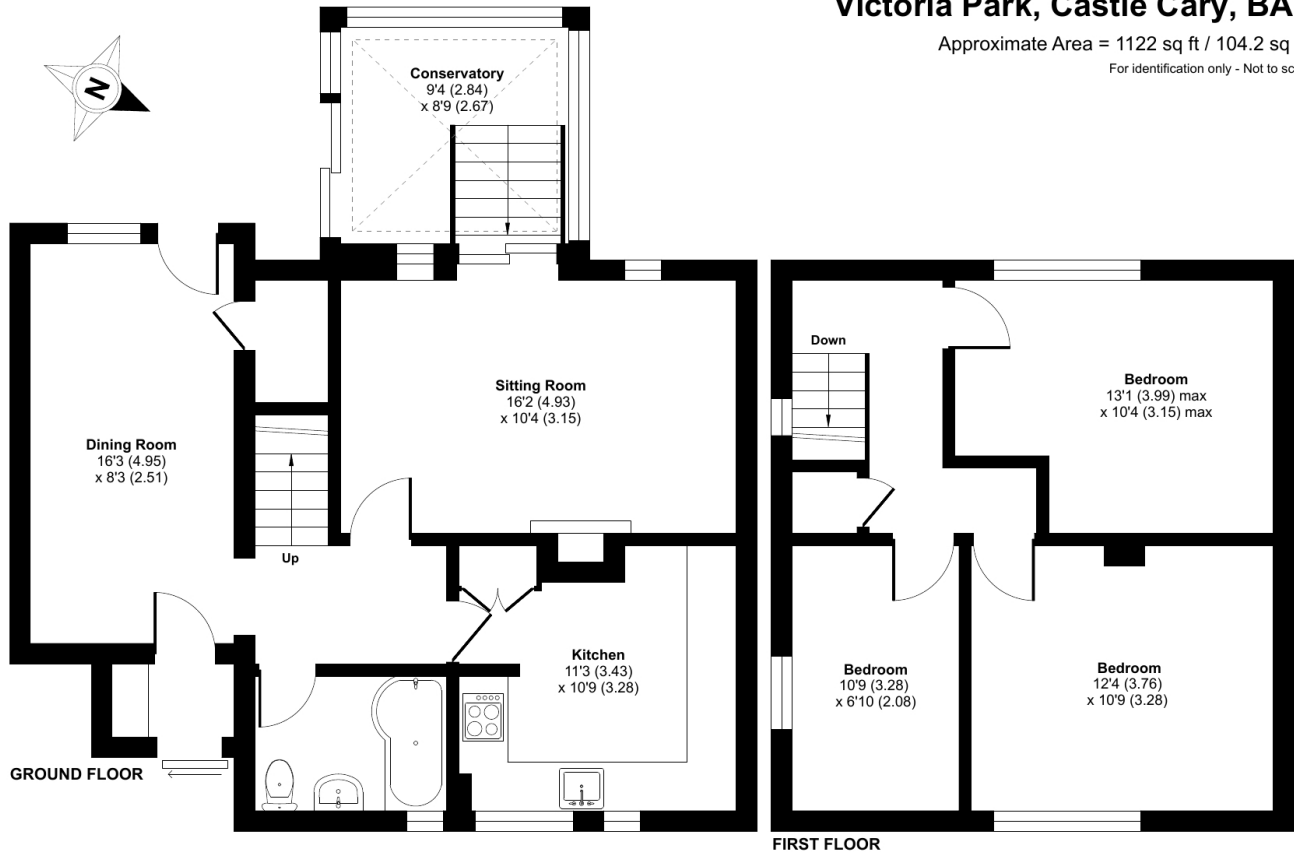 Victoria Park, Castle Cary, BA
Approximate Area = 1122 sq ft / 104.2 sq
For identification only - Not to sc
N
Conservatory
9'4 (2.84)
x 8'9 (2.67)
Sitting Room
16'2 (4.93)
x 10'4 (3.15)
Dining Room
16'3 (4.95)
x 8'3 (2.51)
Up
Kitchen
11'3 (3.43)
x 10'9 (3.28)
GROUND FLOOR
Down
Bedroom
13'1 (3.99) max
x 10'4 (3.15) max
Bedroom
10'9 (3.28)
x 6'10 (2.08)
Bedroom
12'4 (3.76)
x 10'9 (3.28)
FIRST FLOOR